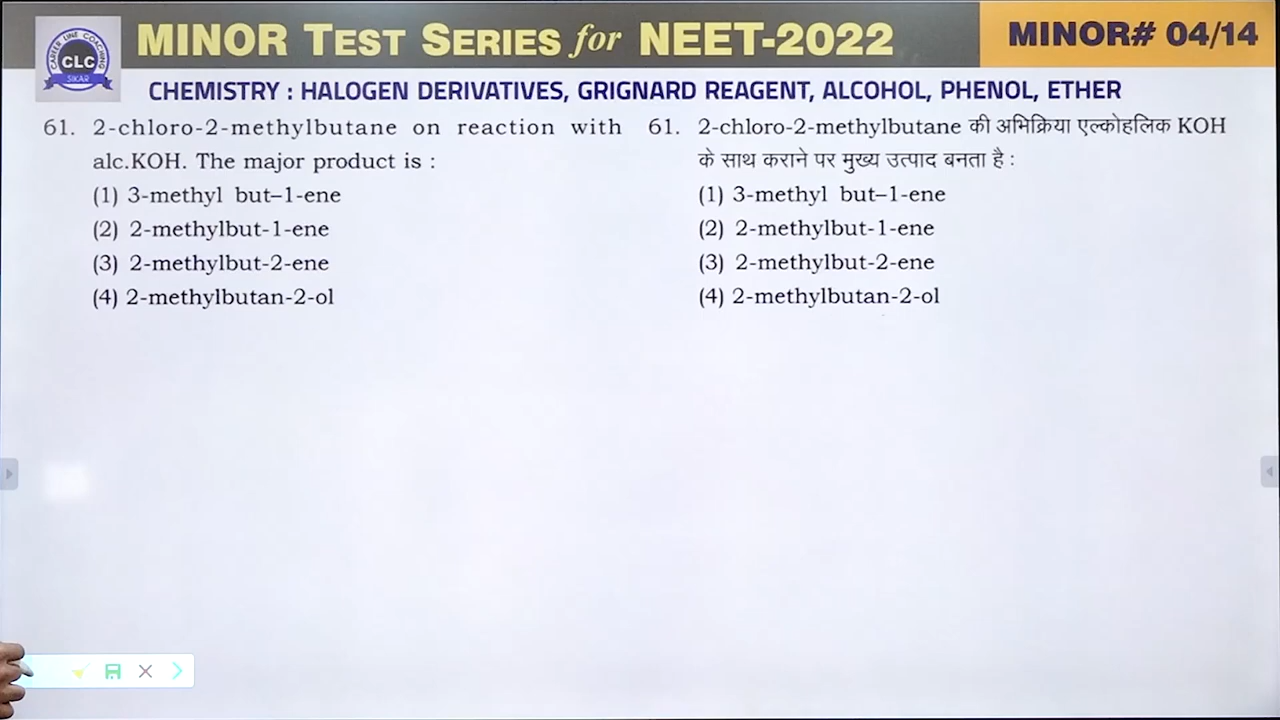 MINOR TEST SERIES for NEET-2022
MINOR# 04/14
CAREER LINE COACHING
CLC
SIKAR
CHEMISTRY : HALOGEN DERIVATIVES, GRIGNARD REAGENT, ALCOHOL, PHENOL, ETHER
61. 2-chloro-2-methylbutane on reaction with
alc.KOH. The major product is :
(1) 3-methyl but–1-ene
(2) 2-methylbut-1-ene
(3) 2-methylbut-2-ene
(4) 2-methylbutan-2-ol
61. 2-chloro-2-methylbutane की अभिक्रिया एल्कोहलिक KOH
के साथ कराने पर मुख्य उत्पाद बनता है :
(1) 3-methyl but–1-ene
(2) 2-methylbut-1-ene
(3) 2-methylbut-2-ene
(4) 2-methylbutan-2-ol